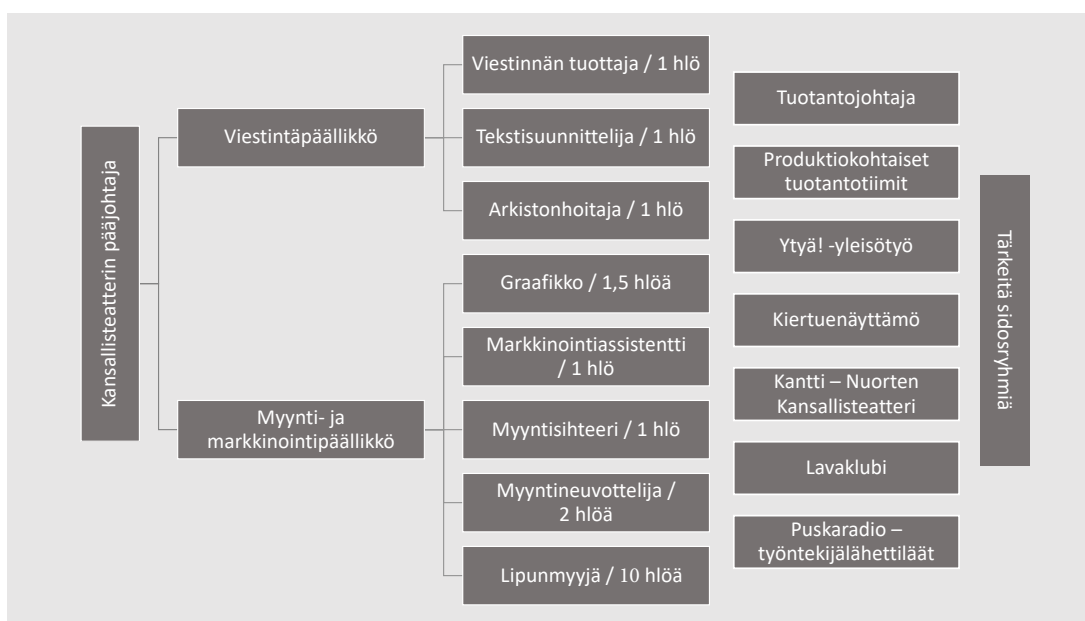 Kansallisteatterin pääjohtaja
Viestintäpäällikkö
Viestinnän tuottaja / 1 hlö
Tekstisuunnittelija / 1 hlö
Arkistonhoitaja / 1 hlö
Myynti- ja
markkinointipäällikkö
Graafikko / 1,5 hlöä
Markkinointiassistentti
/ 1 hlö
Myyntisihteeri / 1 hlö
Myyntineuvottelija /
2 hlöä
Lipunmyyjä / 10 hlöä
Tuotantojohtaja
Produktiokohtaiset
tuotantotiimit
Ytyä! -yleisötyö
Kiertuenäyttämö
Kantti – Nuorten
Kansallisteatteri
Lavaklubi
Puskaradio –
työntekijälähettiläät
Tärkeitä sidosryhmiä